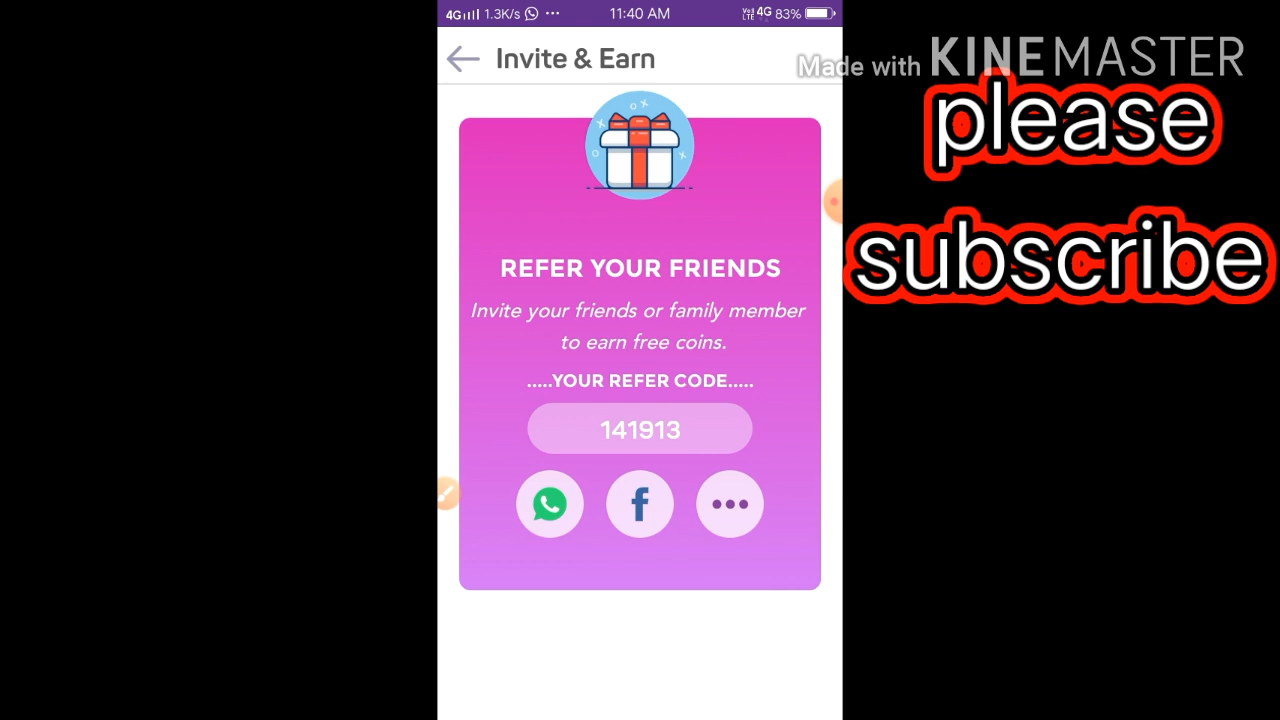 4G 1.3K/s ... 11:40 AM VoLTE 4G 83%
Invite & Earn
Made with KINEMASTER
please
subscribe
REFER YOUR FRIENDS
Invite your friends or family member
to earn free coins.
.....YOUR REFER CODE.....
141913
f